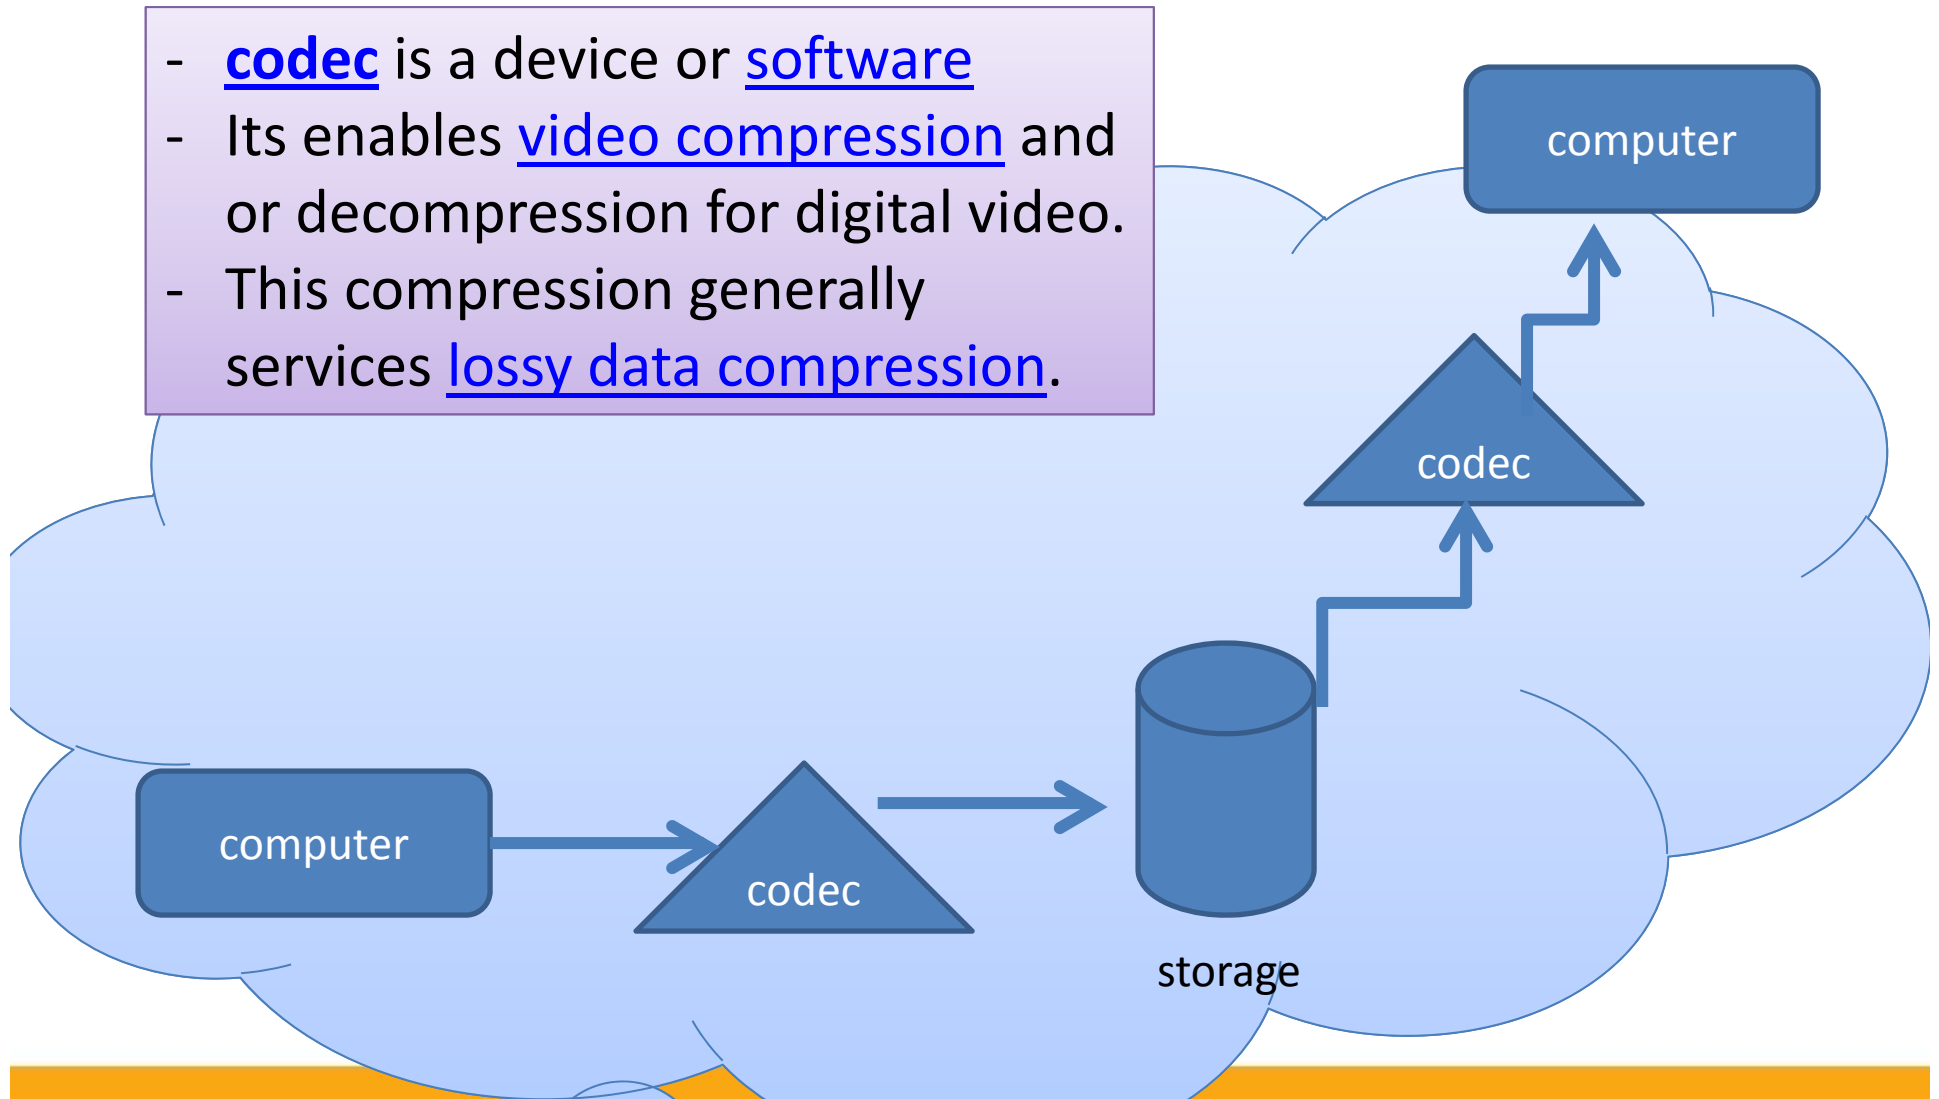 - codec is a device or software
- Its enables video compression and
or decompression for digital video.
- This compression generally
services lossy data compression.
computer
codec
computer
codec
storage